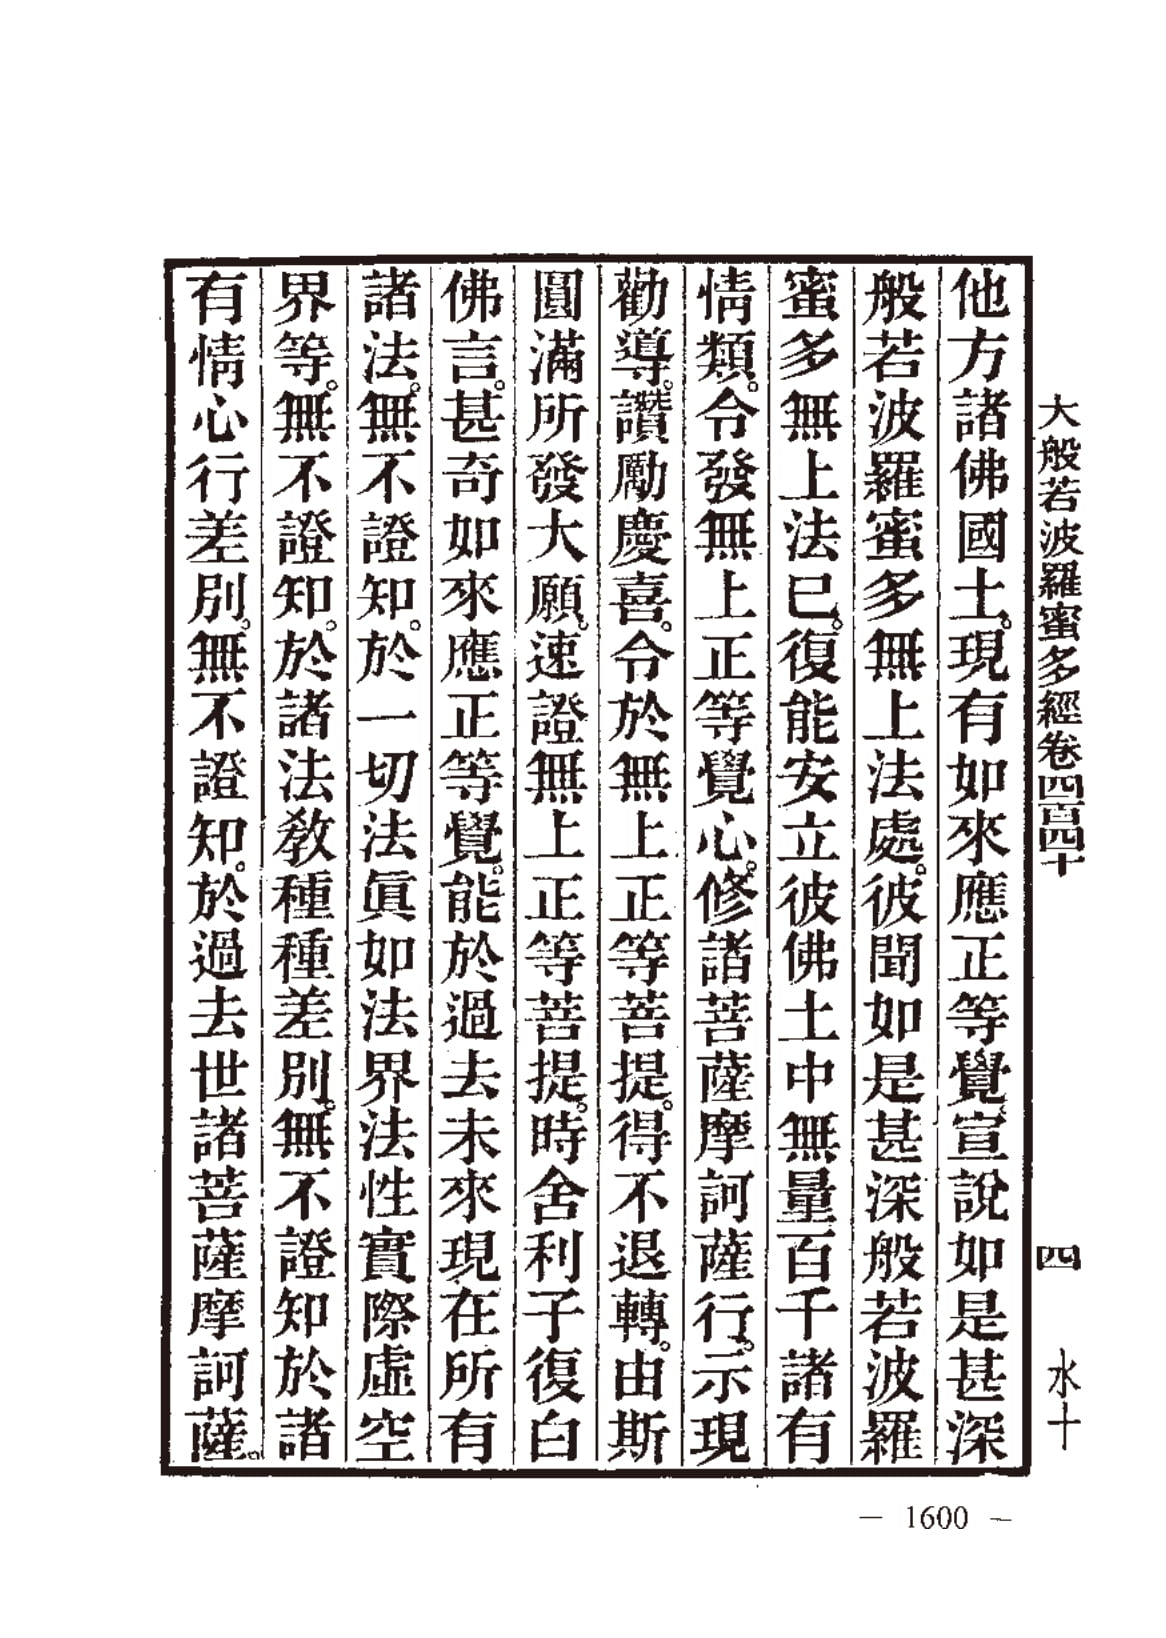 大般若波羅蜜多經卷四百四十 四 水十
他方諸佛國土。現有如來應正等覺。宣說如是甚深
般若波羅蜜多無上法處。彼聞如是甚深般若波羅
蜜多無上法已。復能安立彼佛土中無量百千諸有
情類。令發無上正等覺心。修諸菩薩摩訶薩行。示現
勸導。讚勵慶喜。令於無上正等菩提。得不退轉。由斯
圓滿所發大願。速證無上正等菩提。時舍利子復白
佛言。甚奇如來應正等覺。能於過去未來現在所有
諸法。無不證知。於一切法眞如法界法性實際虛空
界等。無不證知。於諸法教種種差別。無不證知於諸
有情心行差別。無不證知。於過去世諸菩薩摩訶薩。
— 1600 —